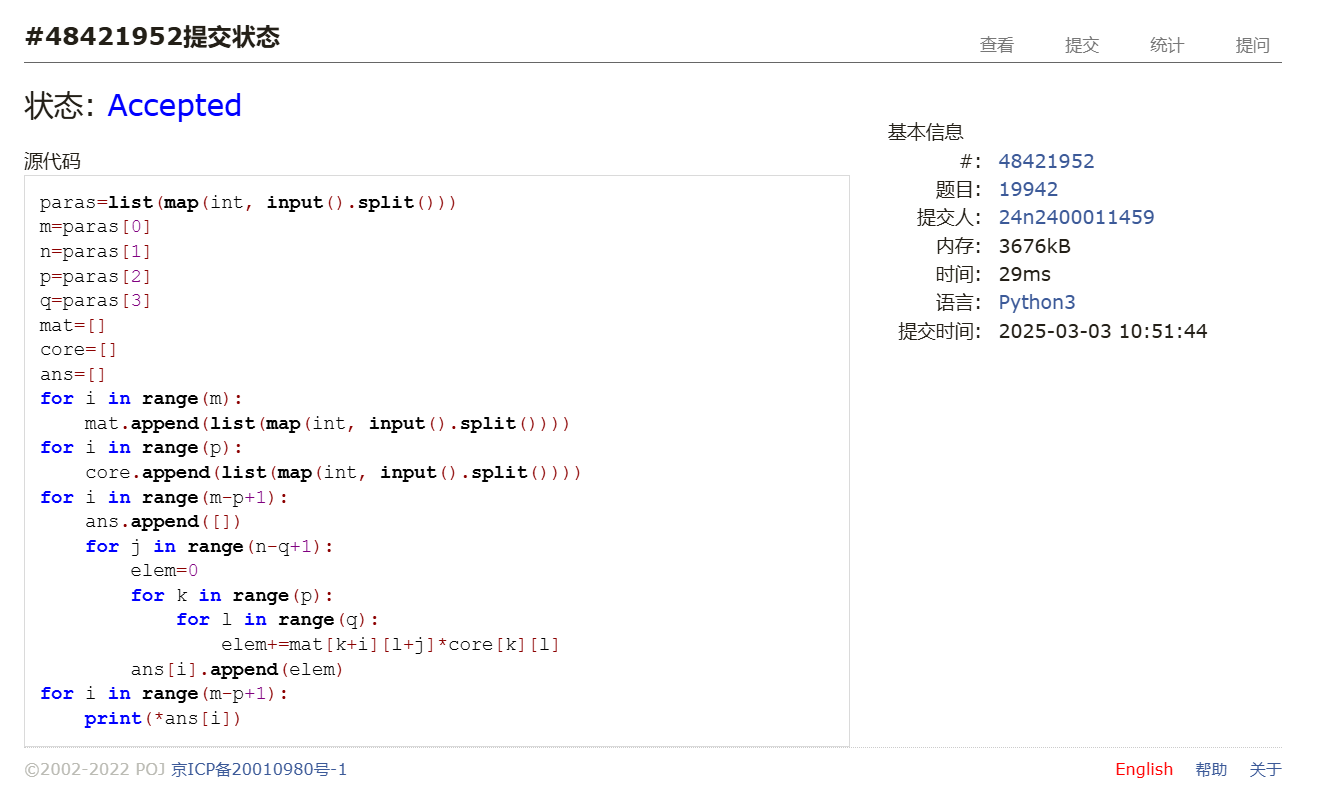 #48421952提交状态
查看 提交 统计 提问
状态: Accepted
源代码
paras=list(map(int, input().split()))
m=paras[0]
n=paras[1]
p=paras[2]
q=paras[3]
mat=[]
core=[]
ans=[]
for i in range(m):
    mat.append(list(map(int, input().split())))
for i in range(p):
    core.append(list(map(int, input().split())))
for i in range(m-p+1):
    ans.append([])
    for j in range(n-q+1):
        elem=0
        for k in range(p):
            for l in range(q):
                elem+=mat[k+i][l+j]*core[k][l]
        ans[i].append(elem)
for i in range(m-p+1):
    print(*ans[i])
基本信息
#: 48421952
题目: 19942
提交人: 24n2400011459
内存: 3676kB
时间: 29ms
语言: Python3
提交时间: 2025-03-03 10:51:44
©2002-2022 POJ 京ICP备20010980号-1
English 帮助 关于